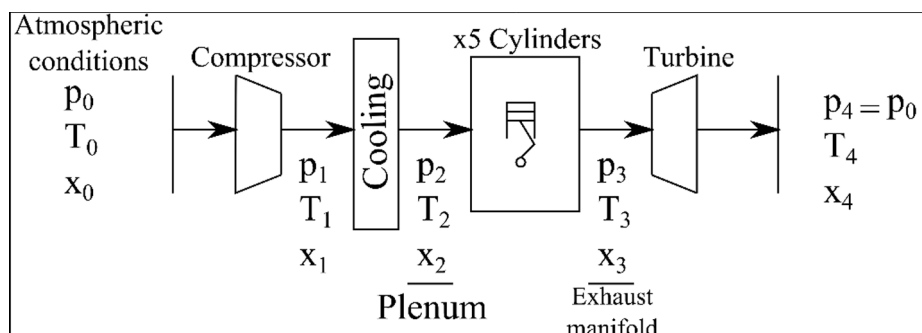 Atmospheric
conditions
p₀
T₀
x₀
Compressor
p₁
T₁
x₁
Cooling
p₂
T₂
x₂
Plenum
x5 Cylinders
p₃
T₃
x₃
Exhaust
manifold
Turbine
p₄ = p₀
T₄
x₄